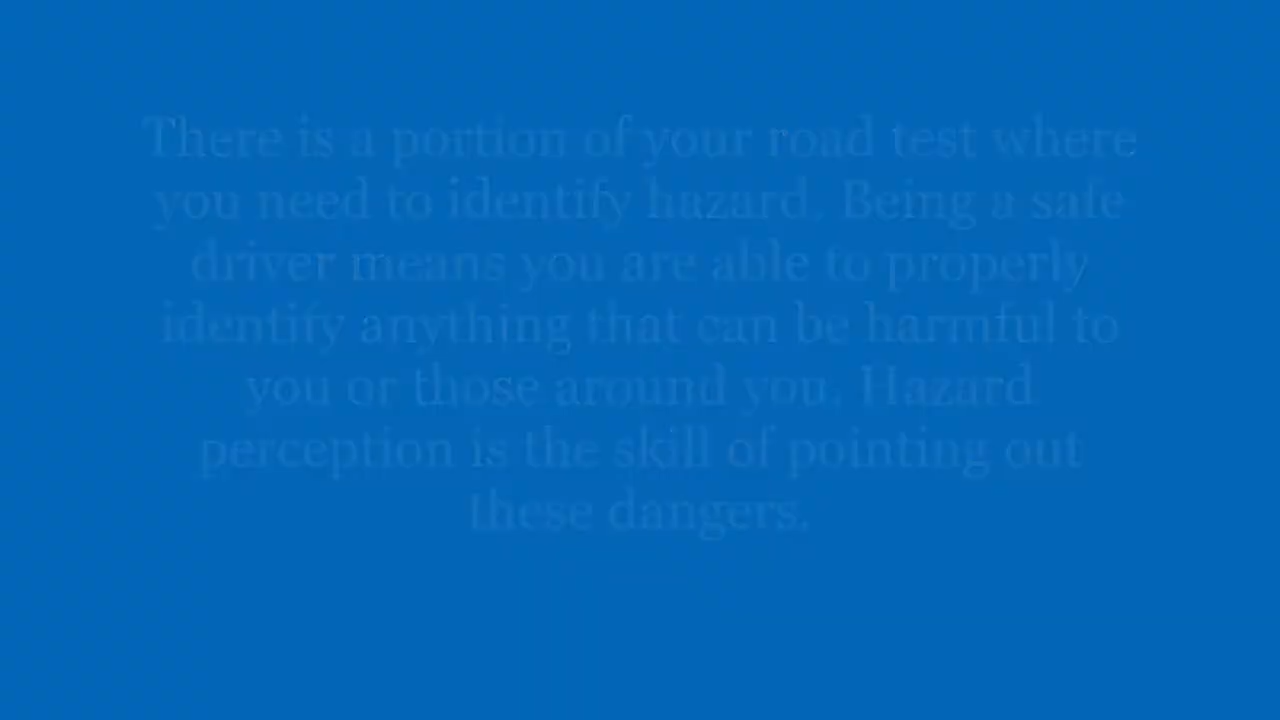 There is a portion of your road test where
you need to identify hazard. Being a safe
driver means you are able to properly
identify anything that can be harmful to
you or those around you. Hazard
perception is the skill of pointing out
these dangers.